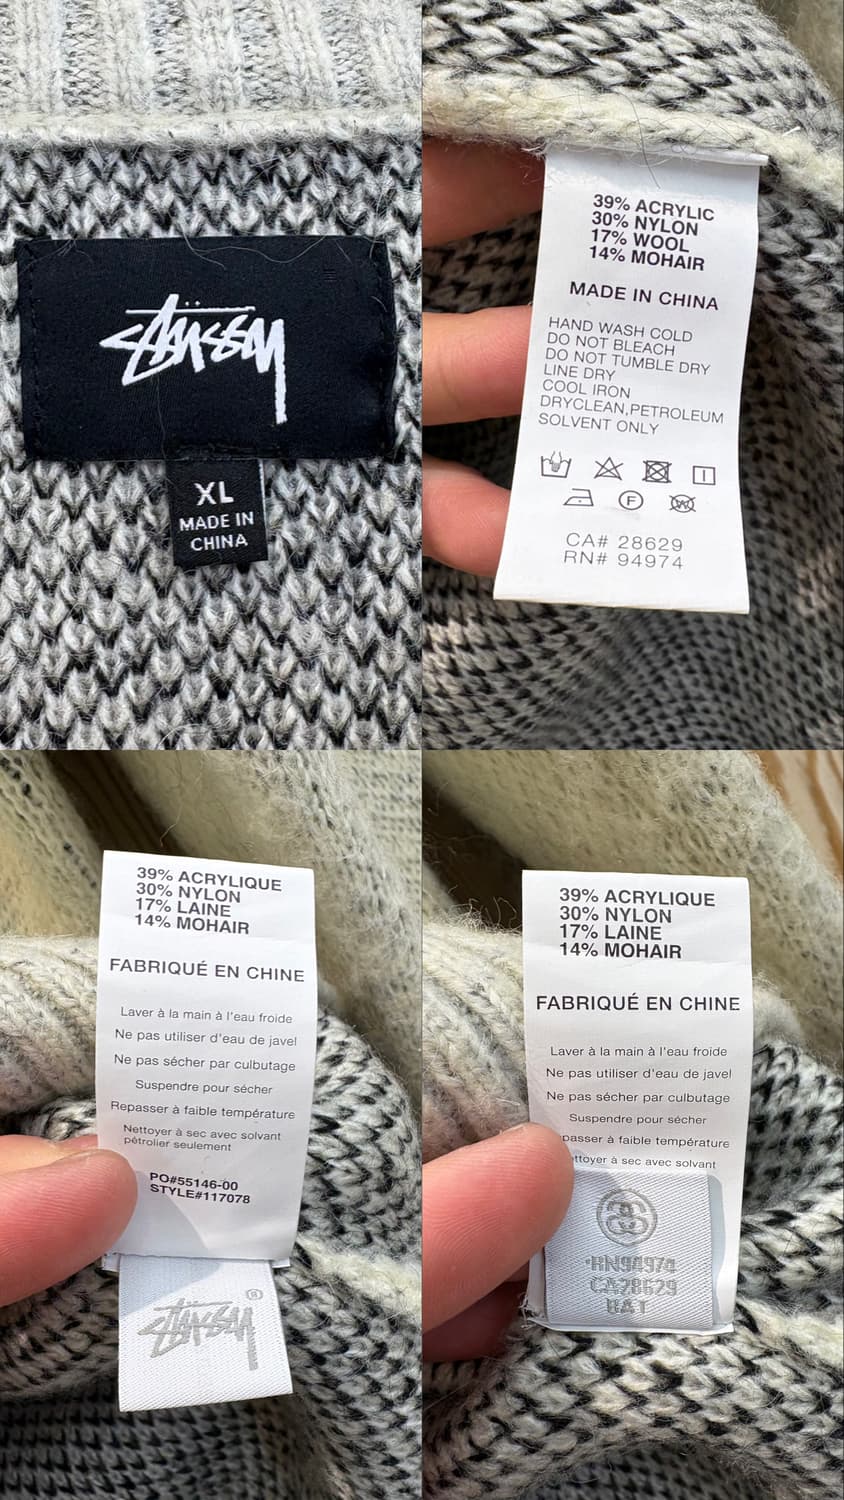 STÜSSY
XL
MADE IN
CHINA
39% ACRYLIC
30% NYLON
17% WOOL
14% MOHAIR
MADE IN CHINA
HAND WASH COLD
DO NOT BLEACH
DO NOT TUMBLE DRY
LINE DRY
COOL IRON
DRYCLEAN,PETROLEUM
SOLVENT ONLY
F
CA# 28629
RN# 94974
39% ACRYLIQUE
30% NYLON
17% LAINE
14% MOHAIR
FABRIQUÉ EN CHINE
Laver à la main à l'eau froide
Ne pas utiliser d'eau de javel
Ne pas sécher par culbutage
Suspendre pour sécher
Repasser à faible température
Nettoyer à sec avec solvant
pétrolier seulement
PO#55146-00
STYLE#117078
STÜSSY®
39% ACRYLIQUE
30% NYLON
17% LAINE
14% MOHAIR
FABRIQUÉ EN CHINE
Laver à la main à l'eau froide
Ne pas utiliser d'eau de javel
Ne pas sécher par culbutage
Suspendre pour sécher
passer à faible température
ettoyer à sec avec solvant
RN94974
CA28629
BAT